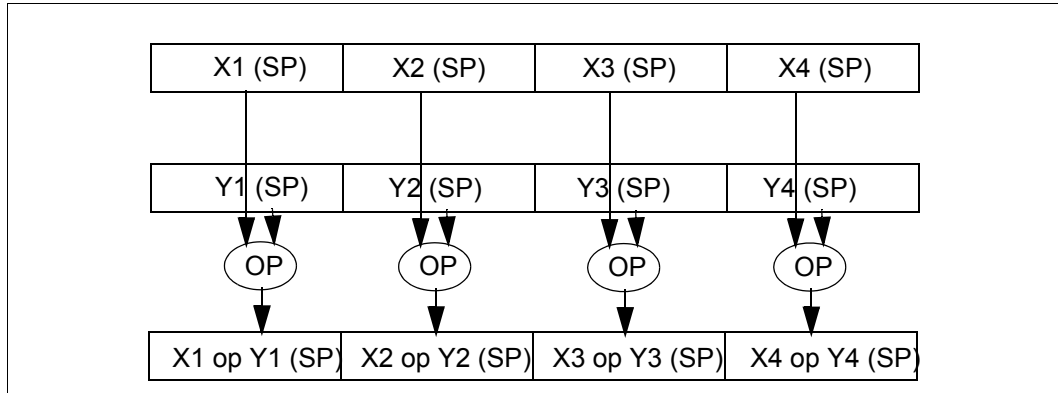 X1 (SP) X2 (SP) X3 (SP) X4 (SP)
Y1 (SP) Y2 (SP) Y3 (SP) Y4 (SP)
OP OP OP OP
X1 op Y1 (SP) X2 op Y2 (SP) X3 op Y3 (SP) X4 op Y4 (SP)